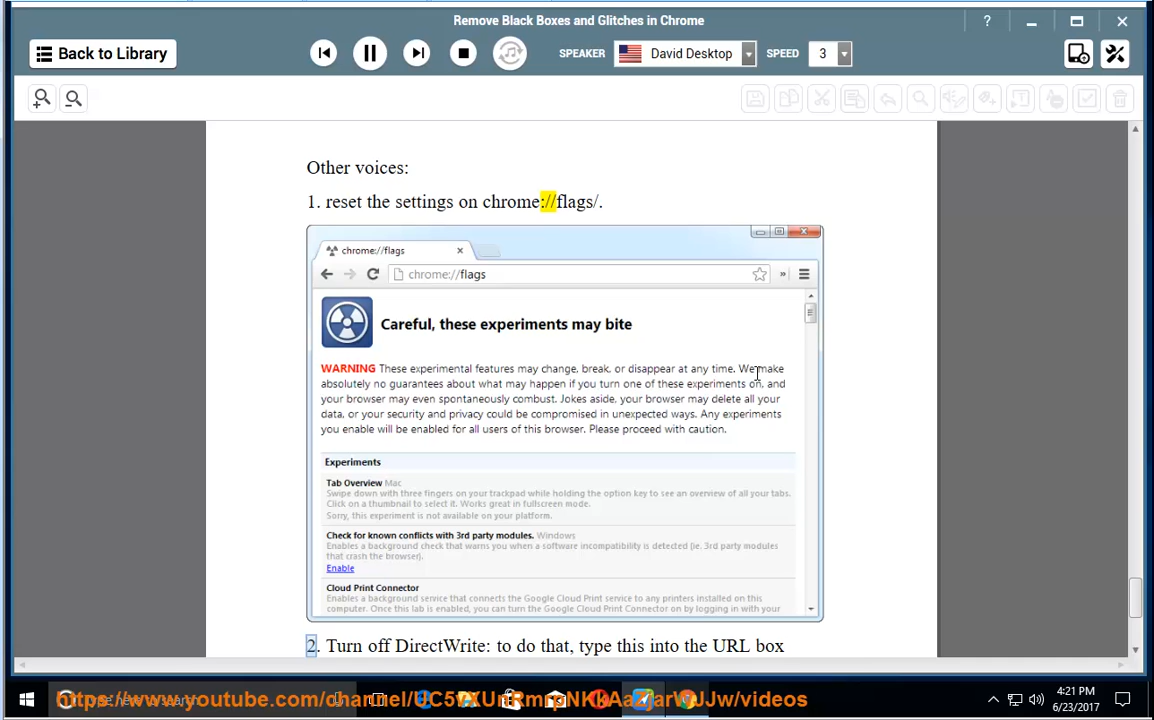 Remove Black Boxes and Glitches in Chrome
?
Back to Library
SPEAKER
David Desktop
SPEED
3
Other voices:
1. reset the settings on chrome://flags/.
chrome://flags
chrome://flags
Careful, these experiments may bite
WARNING These experimental features may change, break, or disappear at any time. We make
absolutely no guarantees about what may happen if you turn one of these experiments on, and
your browser may even spontaneously combust. Jokes aside, your browser may delete all your
data, or your security and privacy could be compromised in unexpected ways. Any experiments
you enable will be enabled for all users of this browser. Please proceed with caution.
Experiments
Tab Overview Mac
Swipe down with three fingers on your trackpad while holding the option key to see an overview of all your tabs.
Click on a thumbnail to select it. Works great in fullscreen mode.
Sorry, this experiment is not available on your platform.
Check for known conflicts with 3rd party modules. Windows
Enables a background check that warns you when a software incompatibility is detected (ie. 3rd party modules
that crash the browser).
Enable
Cloud Print Connector
Enables a background service that connects the Google Cloud Print service to any printers installed on this
computer. Once this lab is enabled, you can turn the Google Cloud Print Connector on by logging in with your
2. Turn off DirectWrite: to do that, type this into the URL box
4:21 PM
6/23/2017